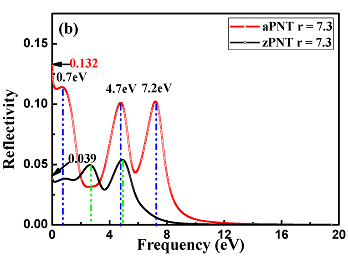 (b)
aPNT r = 7.3
zPNT r = 7.3
0.132
0.7eV
4.7eV
7.2eV
0.039
0.15
0.10
0.05
0.00
Reflectivity
0 4 8 12 16 20
Frequency (eV)